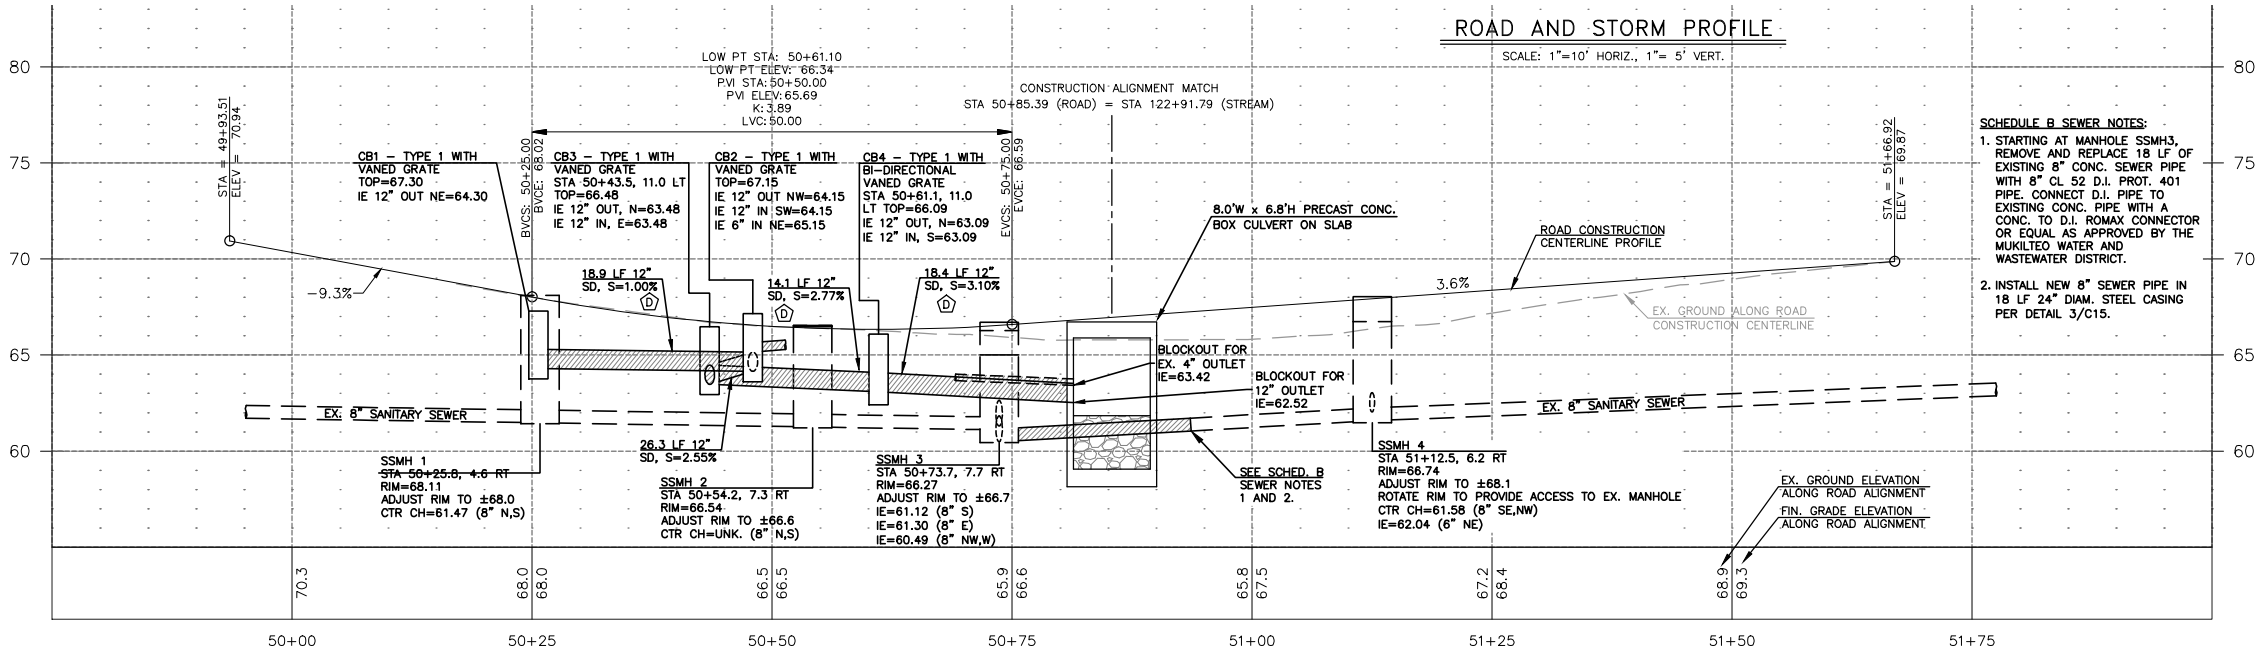 ROAD AND STORM PROFILE
SCALE: 1"=10' HORIZ., 1"= 5' VERT.
80
75
70
65
60
80
75
70
65
60
STA = 49+93.51
ELEV = 70.94
LOW PT STA: 50+61.10
LOW PT ELEV: 66.34
PVI STA: 50+50.00
PVI ELEV: 65.69
K: 3.89
LVC: 50.00
BVCS: 50+25.00
BVCE: 68.02
EVCS: 50+75.00
EVCE: 66.59
CONSTRUCTION ALIGNMENT MATCH
STA 50+85.39 (ROAD) = STA 122+91.79 (STREAM)
STA = 51+66.92
ELEV = 69.87
CB1 – TYPE 1 WITH
VANED GRATE
TOP=67.30
IE 12" OUT NE=64.30
CB3 – TYPE 1 WITH
VANED GRATE
STA 50+43.5, 11.0 LT
TOP=66.48
IE 12" OUT, N=63.48
IE 12" IN, E=63.48
CB2 – TYPE 1 WITH
VANED GRATE
TOP=67.15
IE 12" OUT NW=64.15
IE 12" IN SW=64.15
IE 6" IN NE=65.15
CB4 – TYPE 1 WITH
BI-DIRECTIONAL
VANED GRATE
STA 50+61.1, 11.0
LT TOP=66.09
IE 12" OUT, N=63.09
IE 12" IN, S=63.09
8.0'W x 6.8'H PRECAST CONC.
BOX CULVERT ON SLAB
ROAD CONSTRUCTION
CENTERLINE PROFILE
SCHEDULE B SEWER NOTES:
1. STARTING AT MANHOLE SSMH3,
REMOVE AND REPLACE 18 LF OF
EXISTING 8" CONC. SEWER PIPE
WITH 8" CL 52 D.I. PROT. 401
PIPE. CONNECT D.I. PIPE TO
EXISTING CONC. PIPE WITH A
CONC. TO D.I. ROMAX CONNECTOR
OR EQUAL AS APPROVED BY THE
MUKILTEO WATER AND
WASTEWATER DISTRICT.
2. INSTALL NEW 8" SEWER PIPE IN
18 LF 24" DIAM. STEEL CASING
PER DETAIL 3/C15.
-9.3%
3.6%
18.9 LF 12"
SD, S=1.00%
D
14.1 LF 12"
SD, S=2.77%
D
18.4 LF 12"
SD, S=3.10%
D
EX. GROUND ALONG ROAD
CONSTRUCTION CENTERLINE
BLOCKOUT FOR
EX. 4" OUTLET
IE=63.42
BLOCKOUT FOR
12" OUTLET
IE=62.52
EX. 8" SANITARY SEWER
EX. 8" SANITARY SEWER
26.3 LF 12"
SD, S=2.55%
SSMH 1
STA 50+25.8, 4.6 RT
RIM=68.11
ADJUST RIM TO ±68.0
CTR CH=61.47 (8" N,S)
SSMH 2
STA 50+54.2, 7.3 RT
RIM=66.54
ADJUST RIM TO ±66.6
CTR CH=UNK. (8" N,S)
SSMH 3
STA 50+73.7, 7.7 RT
RIM=66.27
ADJUST RIM TO ±66.7
IE=61.12 (8" S)
IE=61.30 (8" E)
IE=60.49 (8" NW,W)
SEE SCHED. B
SEWER NOTES
1 AND 2.
SSMH 4
STA 51+12.5, 6.2 RT
RIM=66.74
ADJUST RIM TO ±68.1
ROTATE RIM TO PROVIDE ACCESS TO EX. MANHOLE
CTR CH=61.58 (8" SE,NW)
IE=62.04 (6" NE)
EX. GROUND ELEVATION
ALONG ROAD ALIGNMENT
FIN. GRADE ELEVATION
ALONG ROAD ALIGNMENT
70.3
68.0
68.0
66.5
66.5
65.9
66.6
65.8
67.5
67.2
68.4
68.9
69.3
50+00
50+25
50+50
50+75
51+00
51+25
51+50
51+75